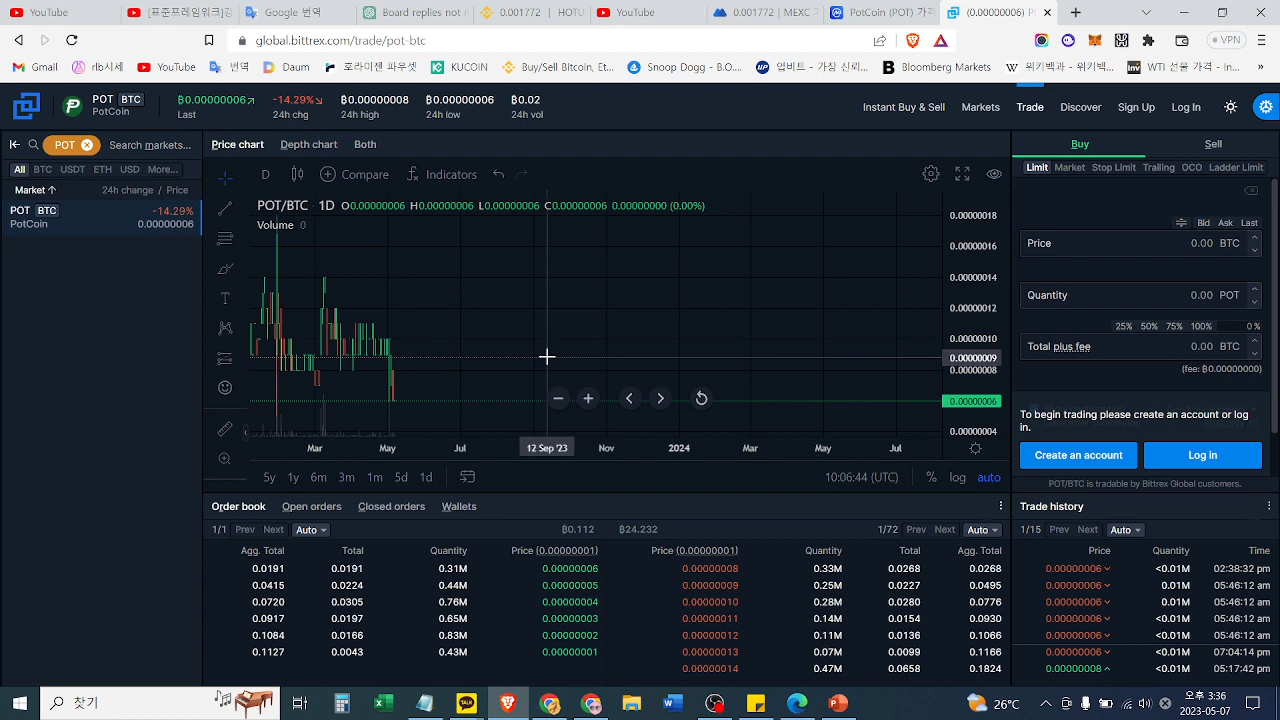 YouTube
[표준프레임워크]간
Google 번역
Board replies not n
0.001772 | HOTU
YouTube
0.001772 | MEXC
PotCoin (POT) 가격
(0.00000006) P
global.bittrex.com/trade/pot-btc
VPN
Gmail
rlb시세
YouTube
번역
Daum
프로레이팅 파우셋
KUCOIN
Buy/Sell Bitcoin, Et...
Snoop Dogg - B...
업비트 - 가장 신뢰...
Bloomberg Markets
위키백과 - 위키백과...
WTI 선물 가격 - In...
»
POT BTC
PotCoin
฿0.00000006
Last
-14.29%
24h chg
฿0.00000008
24h high
฿0.00000006
24h low
฿0.02
24h vol
Instant Buy & Sell
Markets
Trade
Discover
Sign Up
Log In
POT
Search markets...
All BTC USDT ETH USD More...
Market 24h change / Price
POT BTC -14.29%
PotCoin 0.00000006
Price chart
Depth chart
Both
D
Compare
Indicators
POT/BTC 1D O0.00000006 H0.00000006 L0.00000006 C0.00000006 0.00000000 (0.00%)
Volume 0
0.00000018
0.00000016
0.00000014
0.00000012
0.00000010
0.00000009
0.00000008
0.00000006
0.00000004
Mar May Jul 12 Sep '23 Nov 2024 Mar May Jul
5y 1y 6m 3m 1m 5d 1d
10:06:44 (UTC) % log auto
Buy
Sell
Limit Market Stop Limit Trailing OCO Ladder Limit
Bid Ask Last
Price 0.00 BTC
Quantity 0.00 POT
25% 50% 75% 100% 0 %
Total plus fee 0.00 BTC
(fee: ฿0.00000000)
To begin trading please create an account or log
in.
Create an account
Log in
POT/BTC is tradable by Bittrex Global customers.
Order book
Open orders
Closed orders
Wallets
1/1 Prev Next Auto
฿0.112 ฿24.232
1/72 Prev Next Auto
Agg. Total Total Quantity Price (0.00000001) Price (0.00000001) Quantity Total Agg. Total
0.0191 0.0191 0.31M 0.00000006 0.00000008 0.33M 0.0268 0.0268
0.0415 0.0224 0.44M 0.00000005 0.00000009 0.25M 0.0227 0.0495
0.0720 0.0305 0.76M 0.00000004 0.00000010 0.28M 0.0280 0.0776
0.0917 0.0197 0.65M 0.00000003 0.00000011 0.14M 0.0154 0.0930
0.1084 0.0166 0.83M 0.00000002 0.00000012 0.11M 0.0136 0.1066
0.1127 0.0043 0.43M 0.00000001 0.00000013 0.07M 0.0099 0.1166
0.00000014 0.47M 0.0658 0.1824
Trade history
1/15 Prev Next Auto
Price Quantity Time
0.00000006 <0.01M 02:38:32 pm
0.00000006 0.01M 05:46:12 am
0.00000006 <0.01M 05:46:12 am
0.00000006 <0.01M 05:46:12 am
0.00000006 <0.01M 05:46:12 am
0.00000006 <0.01M 07:04:14 pm
0.00000008 <0.01M 05:17:42 pm
찾기
TALK
26°C
오후 3:36
2023-05-07